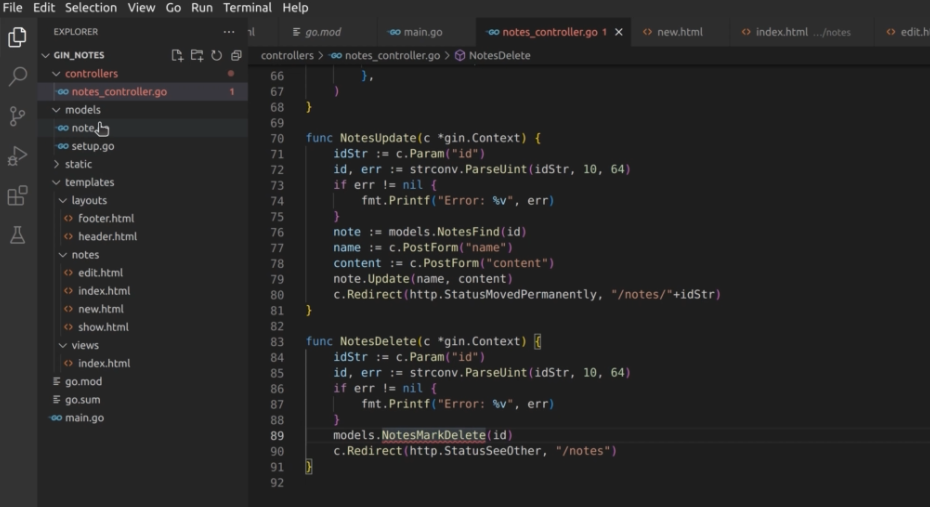 File Edit Selection View Go Run Terminal Help
EXPLORER
GIN_NOTES
controllers
notes_controller.go 1
models
note
setup.go
static
templates
layouts
footer.html
header.html
notes
edit.html
index.html
new.html
show.html
views
index.html
go.mod
go.sum
main.go
go.mod main.go notes_controller.go 1 new.html index.html .../notes edit.h
controllers > notes_controller.go > NotesDelete
66 },
67 )
68 }
69
70 func NotesUpdate(c *gin.Context) {
71 idStr := c.Param("id")
72 id, err := strconv.ParseUint(idStr, 10, 64)
73 if err != nil {
74 fmt.Printf("Error: %v", err)
75 }
76 note := models.NotesFind(id)
77 name := c.PostForm("name")
78 content := c.PostForm("content")
79 note.Update(name, content)
80 c.Redirect(http.StatusMovedPermanently, "/notes/"+idStr)
81 }
82
83 func NotesDelete(c *gin.Context) {
84 idStr := c.Param("id")
85 id, err := strconv.ParseUint(idStr, 10, 64)
86 if err != nil {
87 fmt.Printf("Error: %v", err)
88 }
89 models.NotesMarkDelete(id)
90 c.Redirect(http.StatusSeeOther, "/notes")
91 }
92